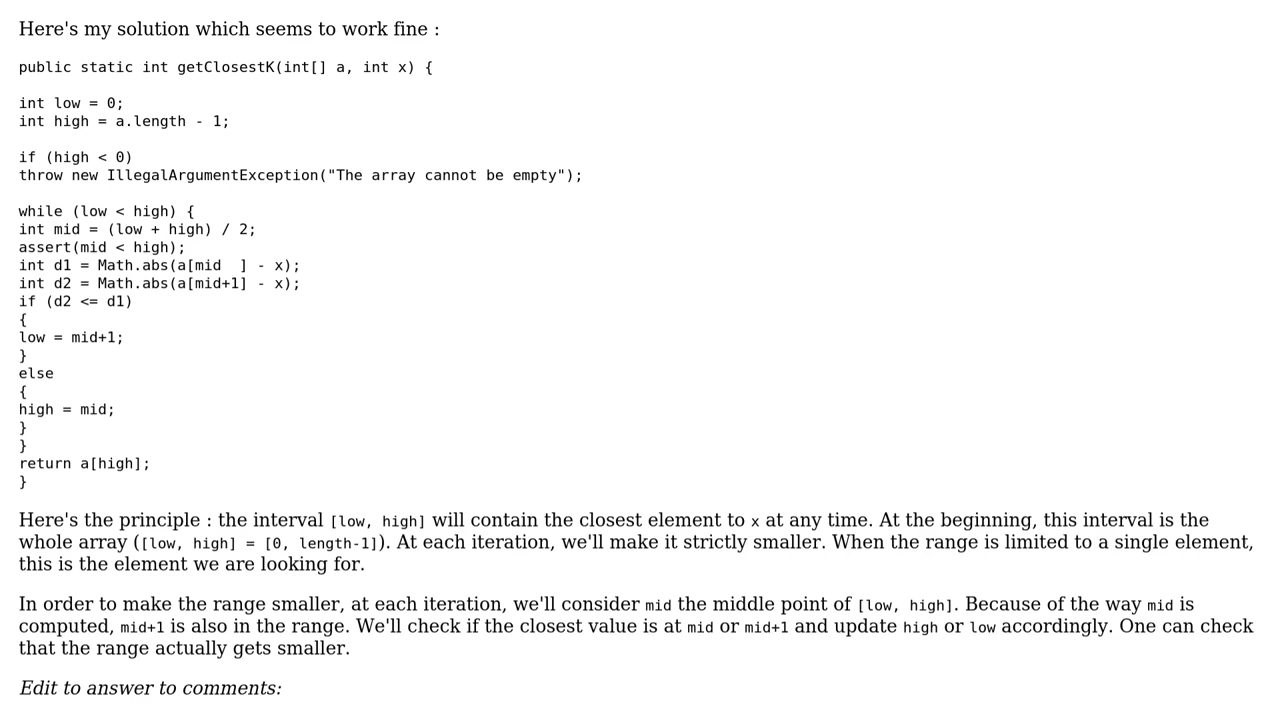 Here's my solution which seems to work fine :
public static int getClosestK(int[] a, int x) {
int low = 0;
int high = a.length - 1;
if (high < 0)
throw new IllegalArgumentException("The array cannot be empty");
while (low < high) {
int mid = (low + high) / 2;
assert(mid < high);
int d1 = Math.abs(a[mid  ] - x);
int d2 = Math.abs(a[mid+1] - x);
if (d2 <= d1)
{
low = mid+1;
}
else
{
high = mid;
}
}
return a[high];
}
Here's the principle : the interval [low, high] will contain the closest element to x at any time. At the beginning, this interval is the
whole array ([low, high] = [0, length-1]). At each iteration, we'll make it strictly smaller. When the range is limited to a single element,
this is the element we are looking for.
In order to make the range smaller, at each iteration, we'll consider mid the middle point of [low, high]. Because of the way mid is
computed, mid+1 is also in the range. We'll check if the closest value is at mid or mid+1 and update high or low accordingly. One can check
that the range actually gets smaller.
Edit to answer to comments: